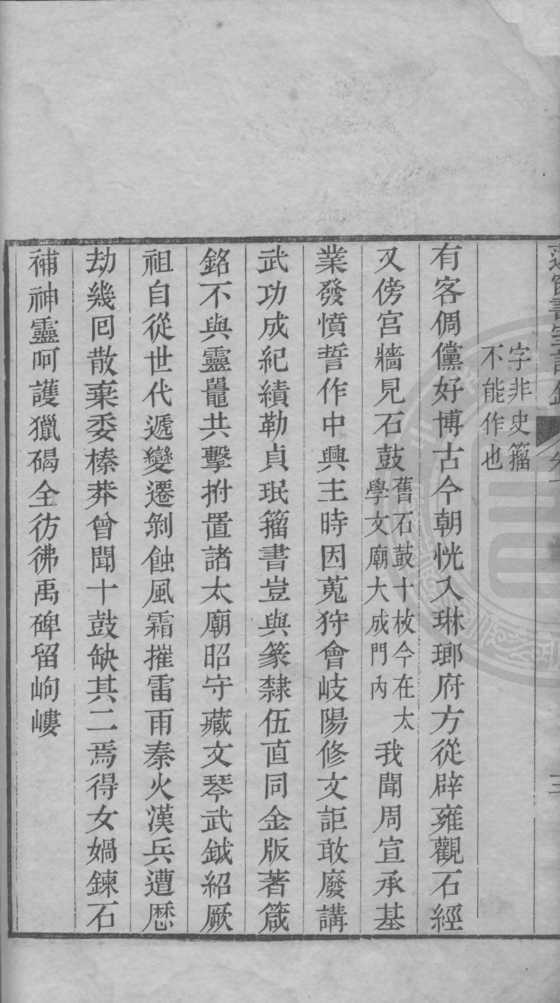 字非史籀
不能作也
有客倜儻好博古今朝恍入琳瑯府方從辟雍觀石經
又傍宮牆見石鼓舊石鼓十枚今在太學文廟大成門內我聞周宣承基
業發憤誓作中興主時因蒐狩會岐陽修文詎敢廢講
武功成紀績勒貞珉籀書豈與篆隸伍直同金版著箴
銘不與靈鼉共擊拊置諸太廟昭守藏文琴武鉞紹厥
祖自從世代遞變遷剝蝕風霜摧雷雨秦火漢兵遭歷
劫幾回散棄委榛莽曾聞十鼓缺其二焉得女媧鍊石
補神靈呵護獵碣全彷彿禹碑留岣嶁